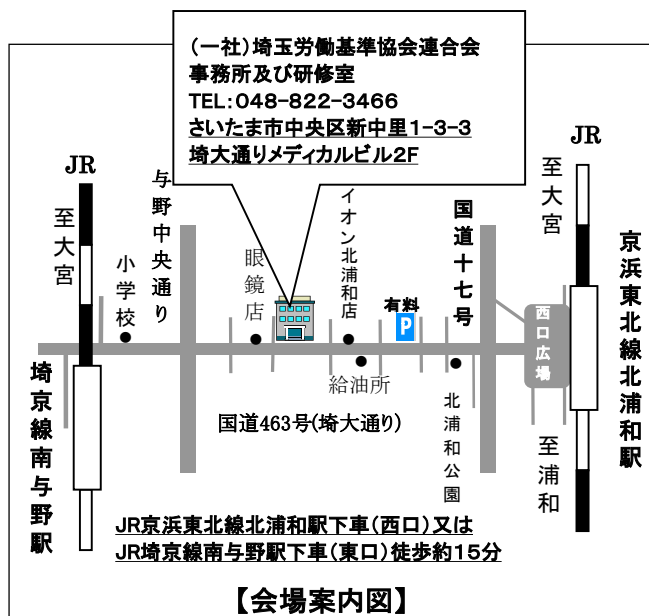 (一社)埼玉労働基準協会連合会
事務所及び研修室
TEL:048-822-3466
さいたま市中央区新中里1-3-3
埼大通りメディカルビル2F
JR
至大宮
小学校
与野中央通り
眼鏡店
イオン北浦和店
有料
P
国道十七号
JR
至大宮
京浜東北線北浦和駅
西口広場
埼京線南与野駅
給油所
北浦和公園
至浦和
国道463号(埼大通り)
JR京浜東北線北浦和駅下車(西口)又は
JR埼京線南与野駅下車(東口)徒歩約15分
【会場案内図】